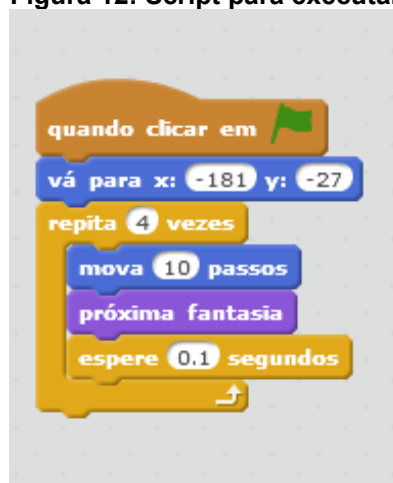 Figura 12: Script para executar
quando clicar em
vá para x: -181 y: -27
repita 4 vezes
mova 10 passos
próxima fantasia
espere 0.1 segundos